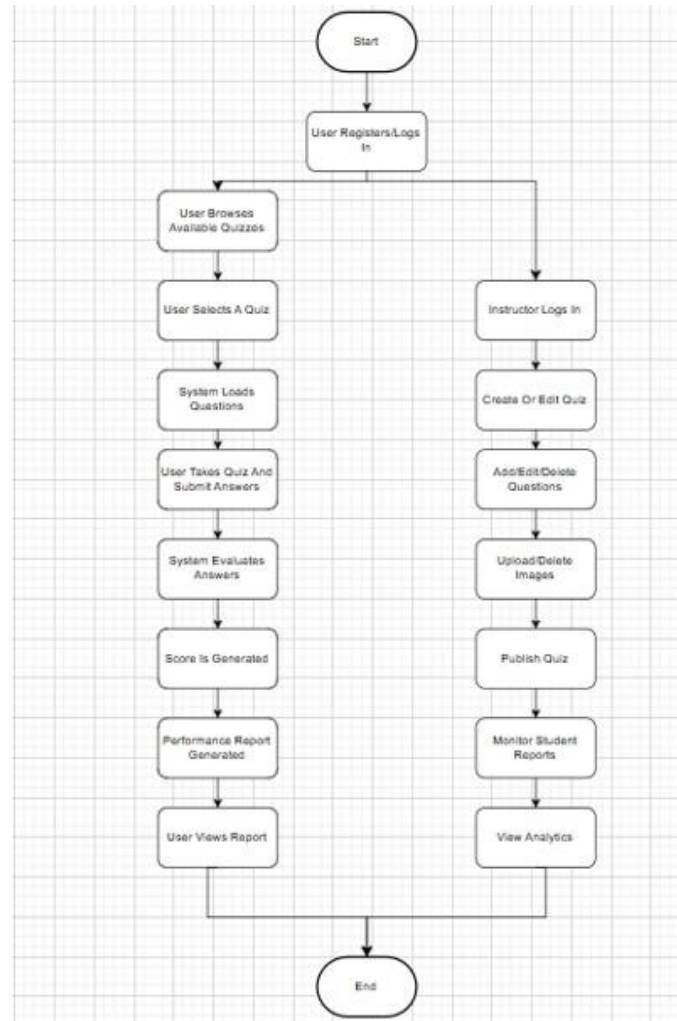 Start
User Registers/Logs
In
User Browses
Available Quizzes
User Selects A Quiz
Instructor Logs In
System Loads
Questions
Create Or Edit Quiz
User Takes Quiz And
Submit Answers
Add/Edit/Delete
Questions
System Evaluates
Answers
Upload/Delete
Images
Score Is Generated
Publish Quiz
Performance Report
Generated
Monitor Student
Reports
User Views Report
View Analytics
End